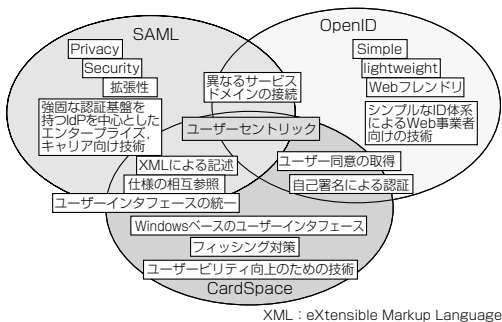 SAML
OpenID
Privacy
Security
拡張性
強固な認証基盤を
持つIdPを中心とした
エンタープライズ，
キャリア向け技術
異なるサービス
ドメインの接続
Simple
lightweight
Webフレンドリ
シンプルなID体系
によるWeb事業者
向けの技術
ユーザーセントリック
XMLによる記述
仕様の相互参照
ユーザーインタフェースの統一
ユーザー同意の取得
自己署名による認証
Windowsベースのユーザーインタフェース
フィッシング対策
ユーザービリティ向上のための技術
CardSpace
XML：eXtensible Markup Language